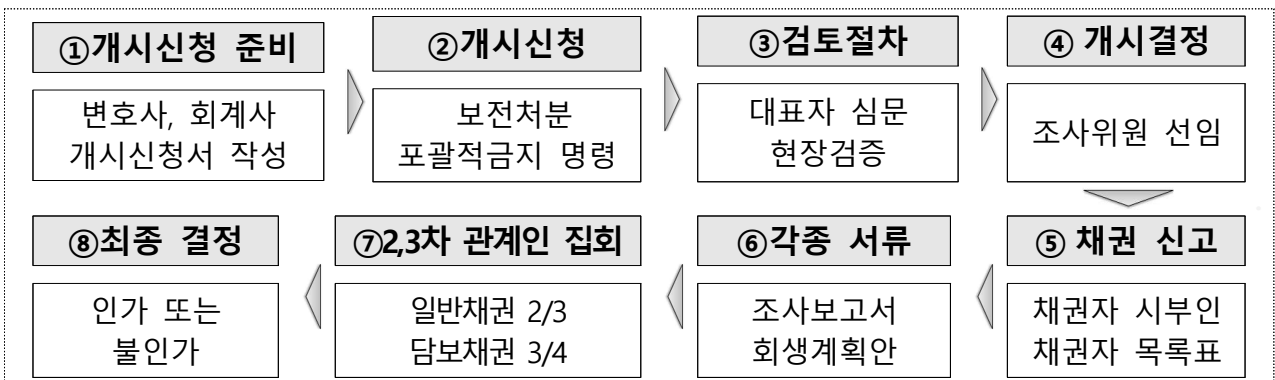 ①개시신청 준비
변호사, 회계사
개시신청서 작성
②개시신청
보전처분
포괄적금지 명령
③검토절차
대표자 심문
현장검증
④ 개시결정
조사위원 선임
⑤ 채권 신고
채권자 시부인
채권자 목록표
⑥각종 서류
조사보고서
회생계획안
⑦2,3차 관계인 집회
일반채권 2/3
담보채권 3/4
⑧최종 결정
인가 또는
불인가